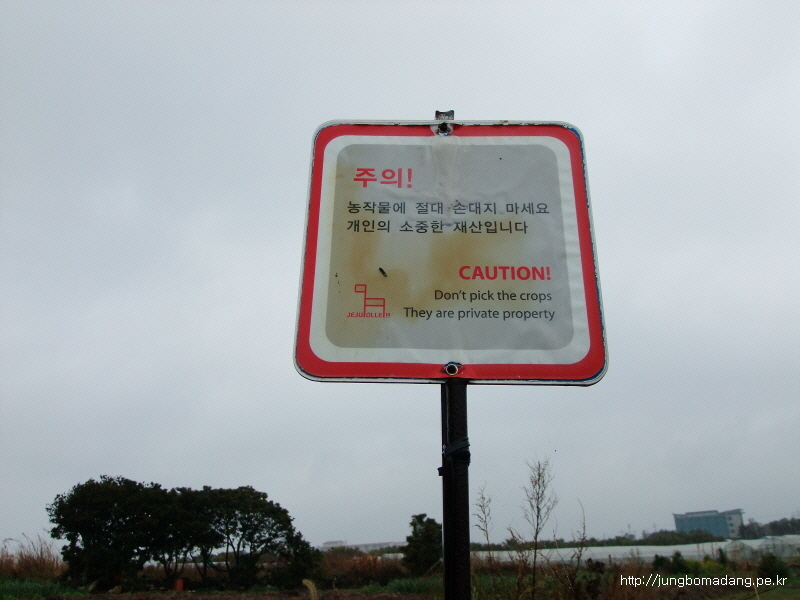 주의!
농작물에 절대 손대지 마세요
개인의 소중한 재산입니다
CAUTION!
Don't pick the crops
They are private property
JEJU OLLEH
http://jungbomadang.pe.kr